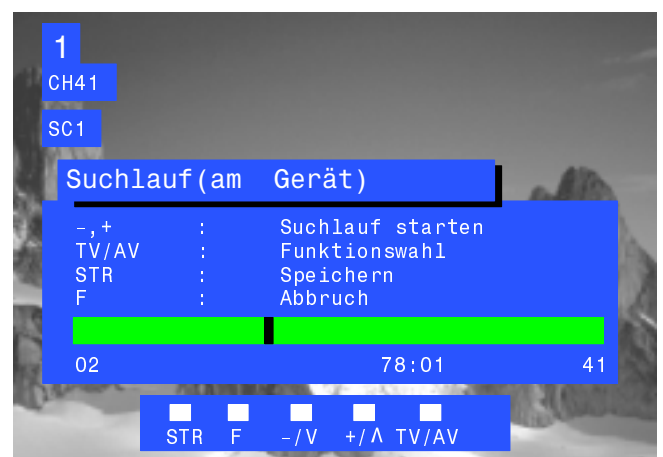 1
CH41
SC1
Suchlauf(am Gerät)
-,+ : Suchlauf starten
TV/AV : Funktionswahl
STR : Speichern
F : Abbruch
02 78:01 41
STR F -/V +/Λ TV/AV